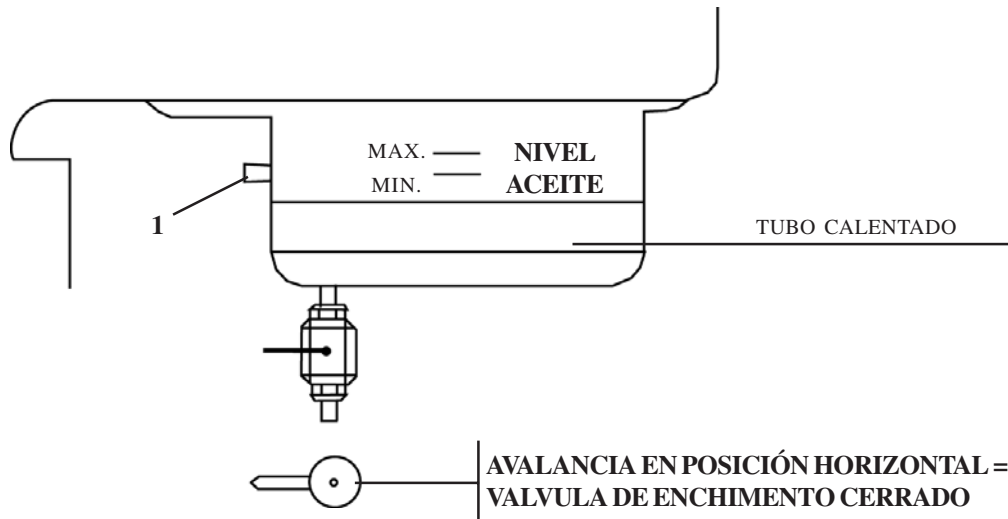 MAX. NIVEL
MIN. ACEITE
1
TUBO CALENTADO
AVALANCIA EN POSICIÓN HORIZONTAL =
VALVULA DE ENCHIMENTO CERRADO